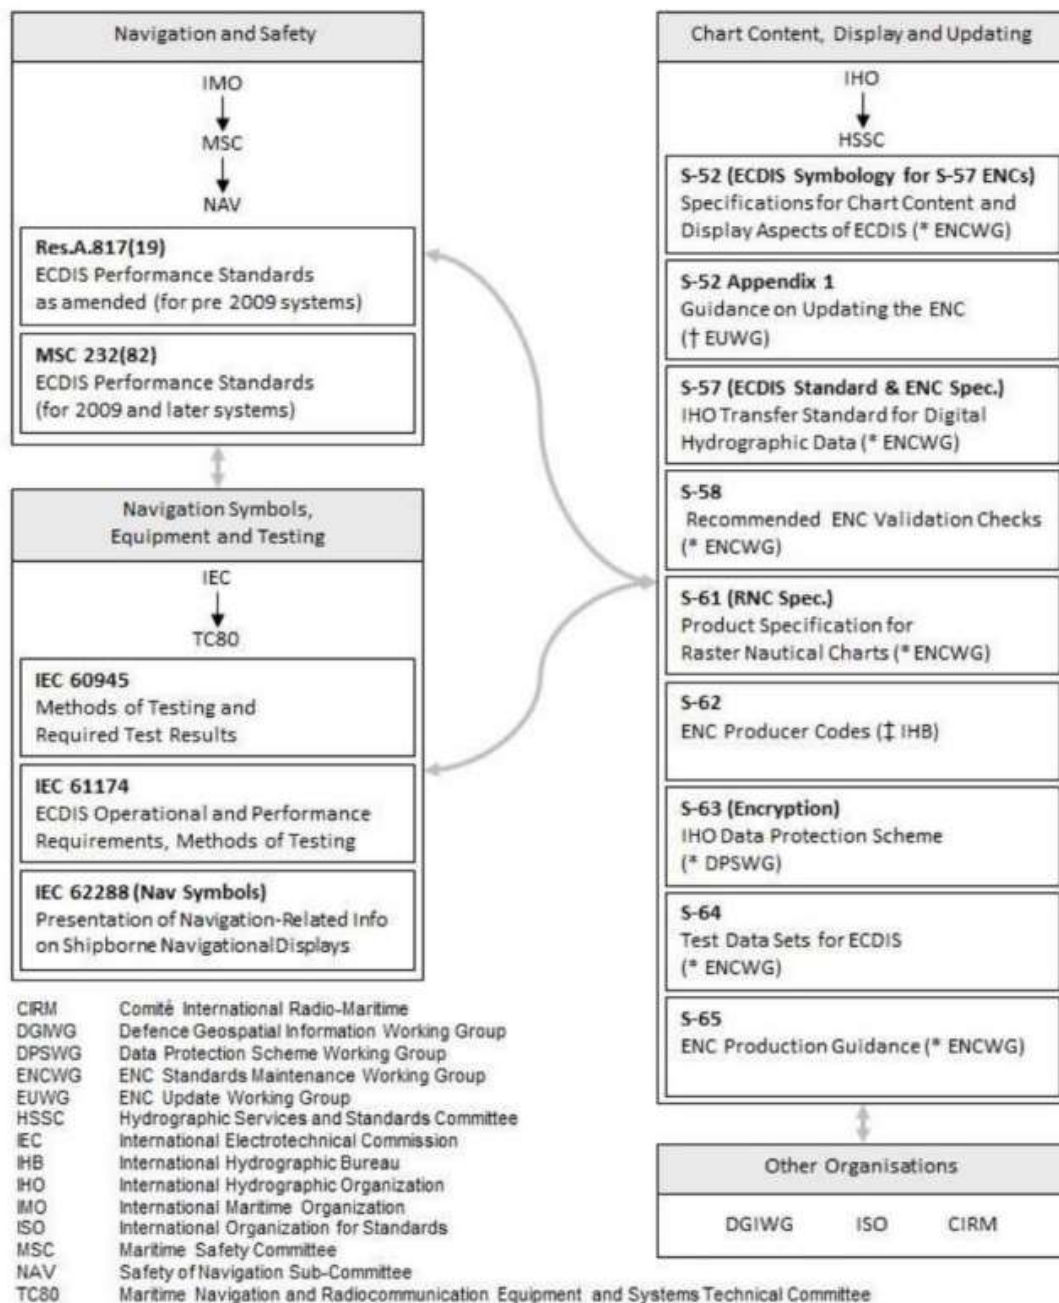 Navigation and Safety
IMO
MSC
NAV
Res.A.817(19)
ECDIS Performance Standards
as amended (for pre 2009 systems)
MSC 232(82)
ECDIS Performance Standards
(for 2009 and later systems)
Navigation Symbols,
Equipment and Testing
IEC
TC80
IEC 60945
Methods of Testing and
Required Test Results
IEC 61174
ECDIS Operational and Performance
Requirements, Methods of Testing
IEC 62288 (Nav Symbols)
Presentation of Navigation-Related Info
on Shipborne NavigationalDisplays
Chart Content, Display and Updating
IHO
HSSC
S-52 (ECDIS Symbology for S-57 ENCs)
Specifications for Chart Content and
Display Aspects of ECDIS (* ENCWG)
S-52 Appendix 1
Guidance on Updating the ENC
(† EUWG)
S-57 (ECDIS Standard & ENC Spec.)
IHO Transfer Standard for Digital
Hydrographic Data (* ENCWG)
S-58
Recommended ENC Validation Checks
(* ENCWG)
S-61 (RNC Spec.)
Product Specification for
Raster Nautical Charts (* ENCWG)
S-62
ENC Producer Codes (‡ IHB)
S-63 (Encryption)
IHO Data Protection Scheme
(* DPSWG)
S-64
Test Data Sets for ECDIS
(* ENCWG)
S-65
ENC Production Guidance (* ENCWG)
Other Organisations
DGIWG ISO CIRM
CIRM Comité International Radio-Maritime
DGIWG Defence Geospatial Information Working Group
DPSWG Data Protection Scheme Working Group
ENCWG ENC Standards Maintenance Working Group
EUWG ENC Update Working Group
HSSC Hydrographic Services and Standards Committee
IEC International Electrotechnical Commission
IHB International Hydrographic Bureau
IHO International Hydrographic Organization
IMO International Maritime Organization
ISO International Organization for Standards
MSC Maritime Safety Committee
NAV Safety of Navigation Sub-Committee
TC80 Maritime Navigation and Radiocommunication Equipment and Systems Technical Committee